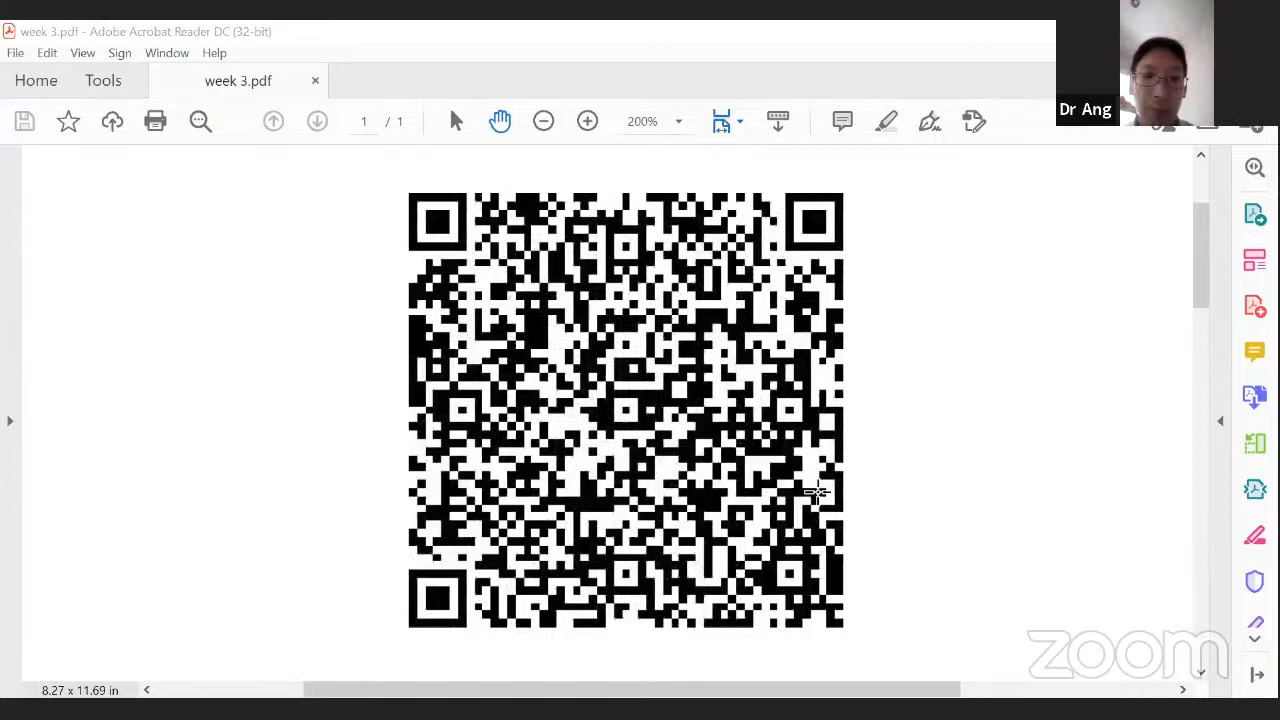 week 3.pdf - Adobe Acrobat Reader DC (32-bit)
File Edit View Sign Window Help
Home Tools week 3.pdf ×
1 / 1 200%
Dr Ang
zoom
8.27 x 11.69 in